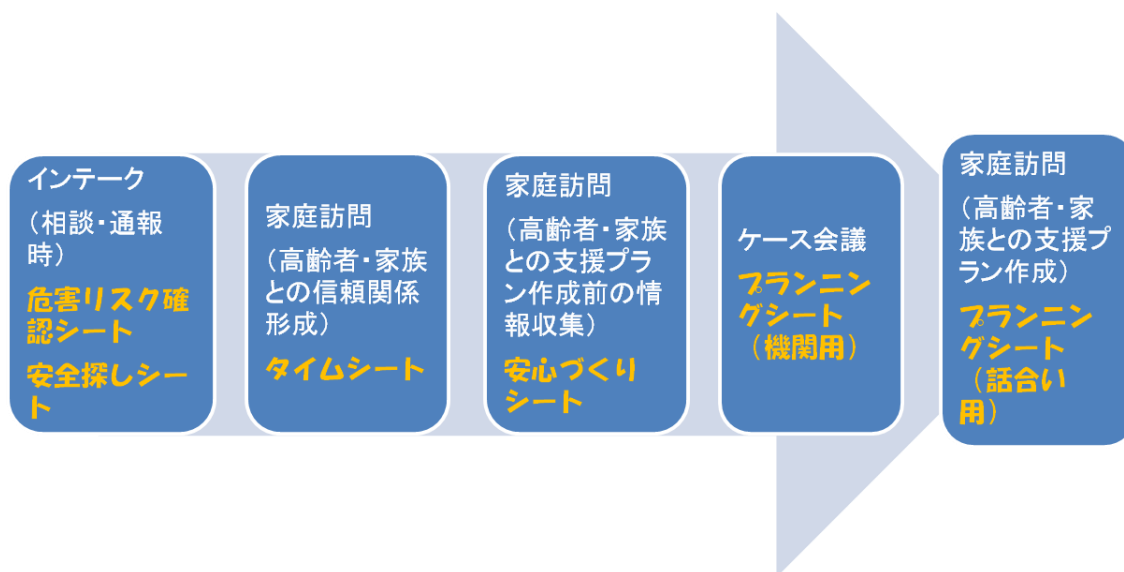 インテーク
（相談・通報
時）
危害リスク確
認シート
安全探しシー
ト
家庭訪問
（高齢者・家族
との信頼関係
形成）
タイムシート
家庭訪問
（高齢者・家族
との支援プラ
ン作成前の情
報収集）
安心づくり
シート
ケース会議
プランニン
グシート
（機関用）
家庭訪問
（高齢者・家
族との支援プ
ラン作成）
プランニン
グシート
（話合い
用）